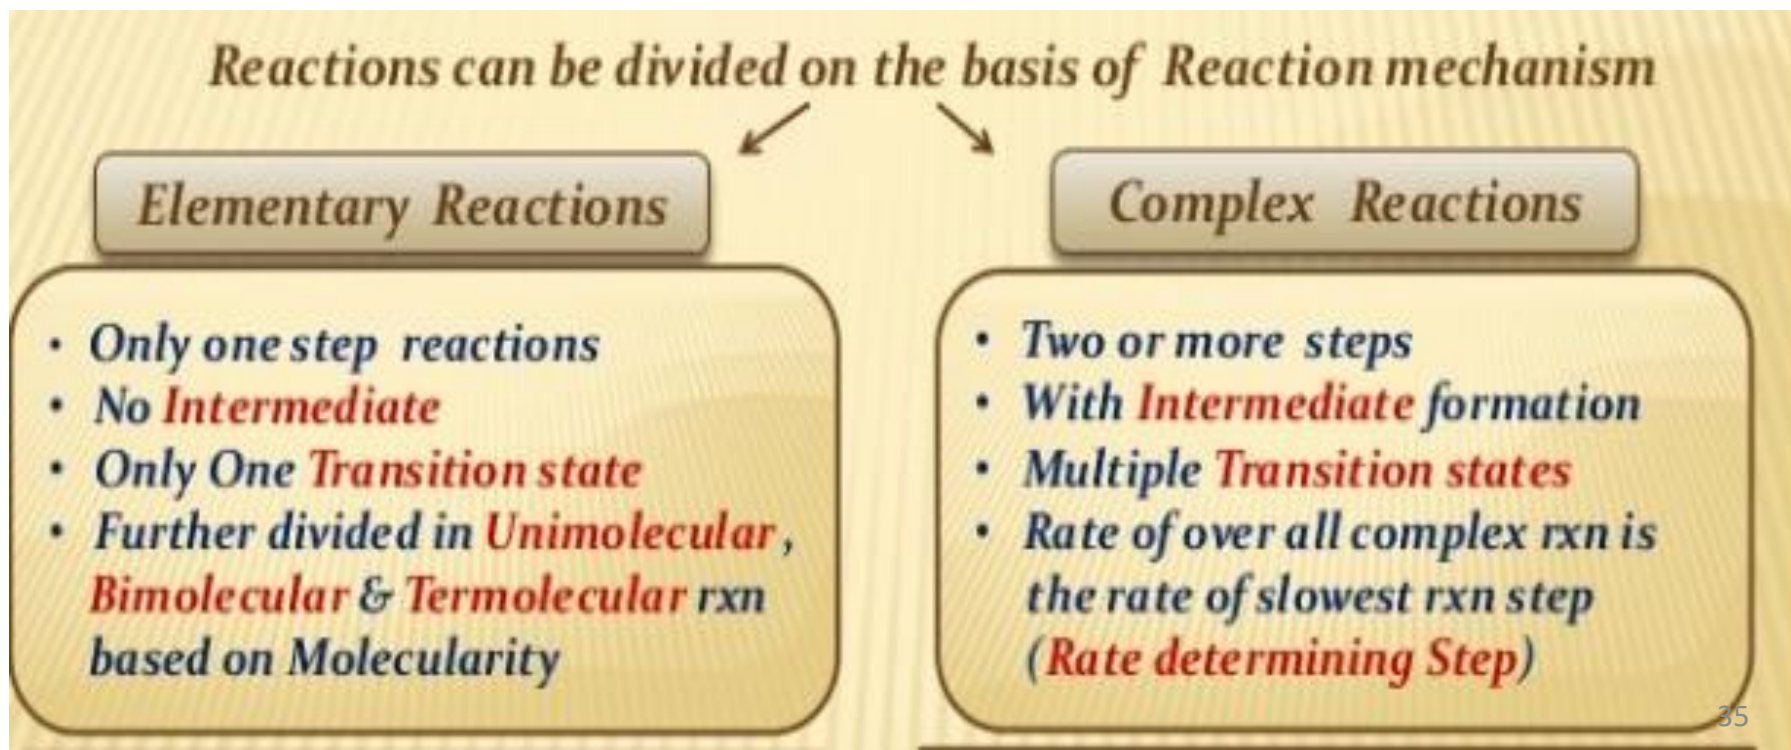 Reactions can be divided on the basis of Reaction mechanism
Elementary Reactions
• Only one step reactions
• No Intermediate
• Only One Transition state
• Further divided in Unimolecular,
Bimolecular & Termolecular rxn
based on Molecularity
Complex Reactions
• Two or more steps
• With Intermediate formation
• Multiple Transition states
• Rate of over all complex rxn is
the rate of slowest rxn step
(Rate determining Step)
35